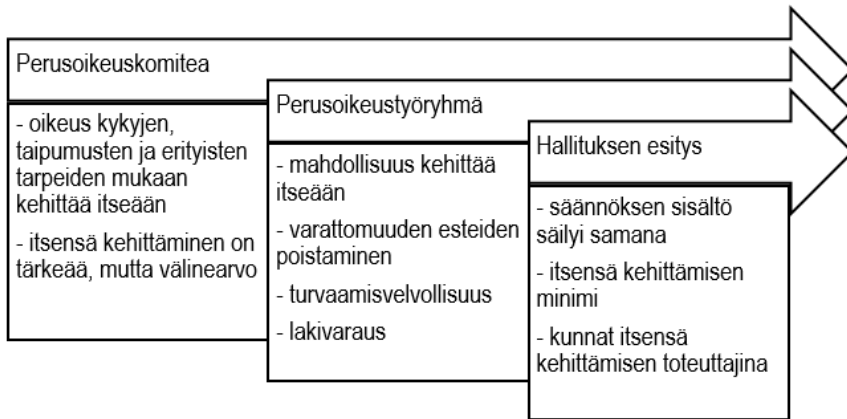 Perusoikeuskomitea
- oikeus kykyjen,
taipumusten ja erityisten
tarpeiden mukaan
kehittää itseään
- itsensä kehittäminen on
tärkeää, mutta välinearvo
Perusoikeustyöryhmä
- mahdollisuus kehittää
itseään
- varattomuuden esteiden
poistaminen
- turvaamisvelvollisuus
- lakivaraus
Hallituksen esitys
- säännöksen sisältö
säilyi samana
- itsensä kehittämisen
minimi
- kunnat itsensä
kehittämisen toteuttajina